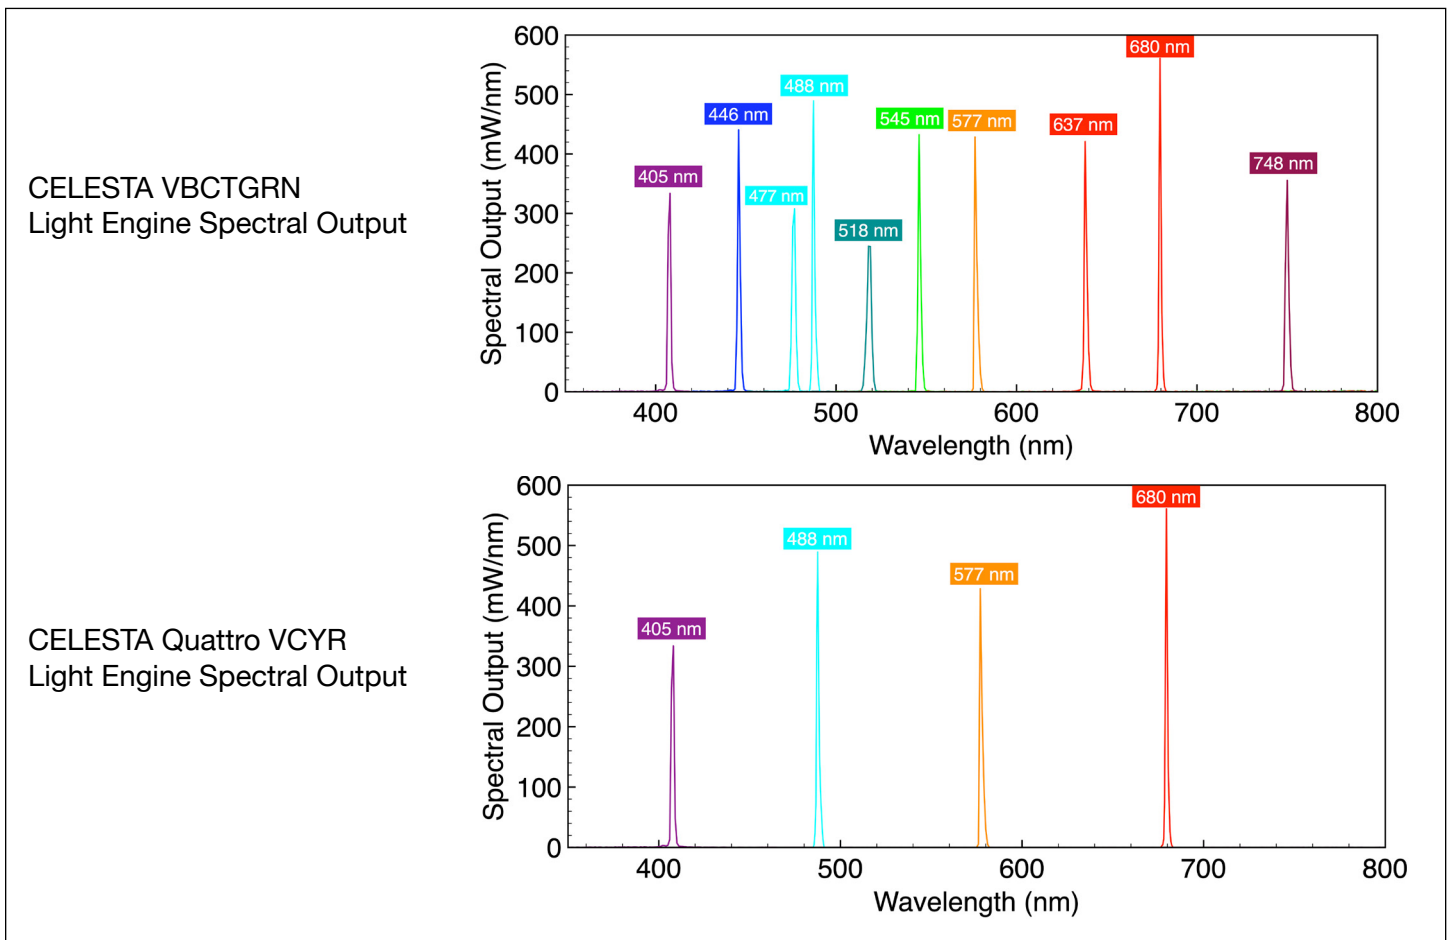 CELESTA VBCTGRN
Light Engine Spectral Output
Spectral Output (mW/nm)
600
500
400
300
200
100
0
405 nm
446 nm
477 nm
488 nm
518 nm
545 nm
577 nm
637 nm
680 nm
748 nm
400
500
600
700
800
Wavelength (nm)
CELESTA Quattro VCYR
Light Engine Spectral Output
Spectral Output (mW/nm)
600
500
400
300
200
100
0
405 nm
488 nm
577 nm
680 nm
400
500
600
700
800
Wavelength (nm)